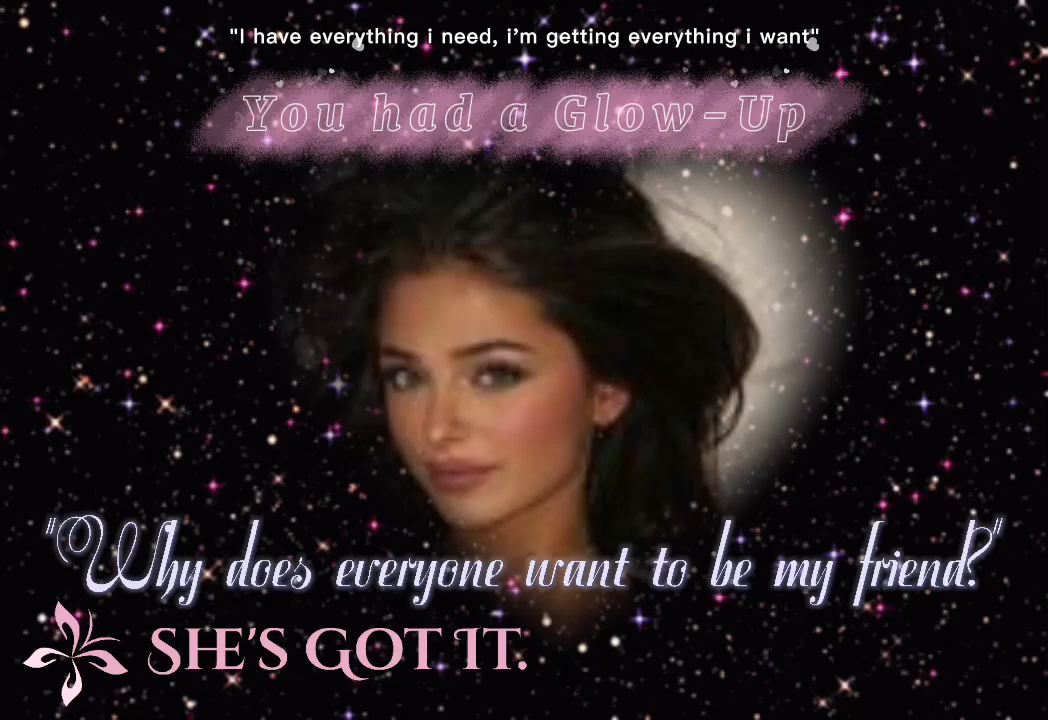 "I have everything i need, i’m getting everything i want"
You had a Glow-Up
"Why does everyone want to be my friend?"
SHE'S GOT IT.